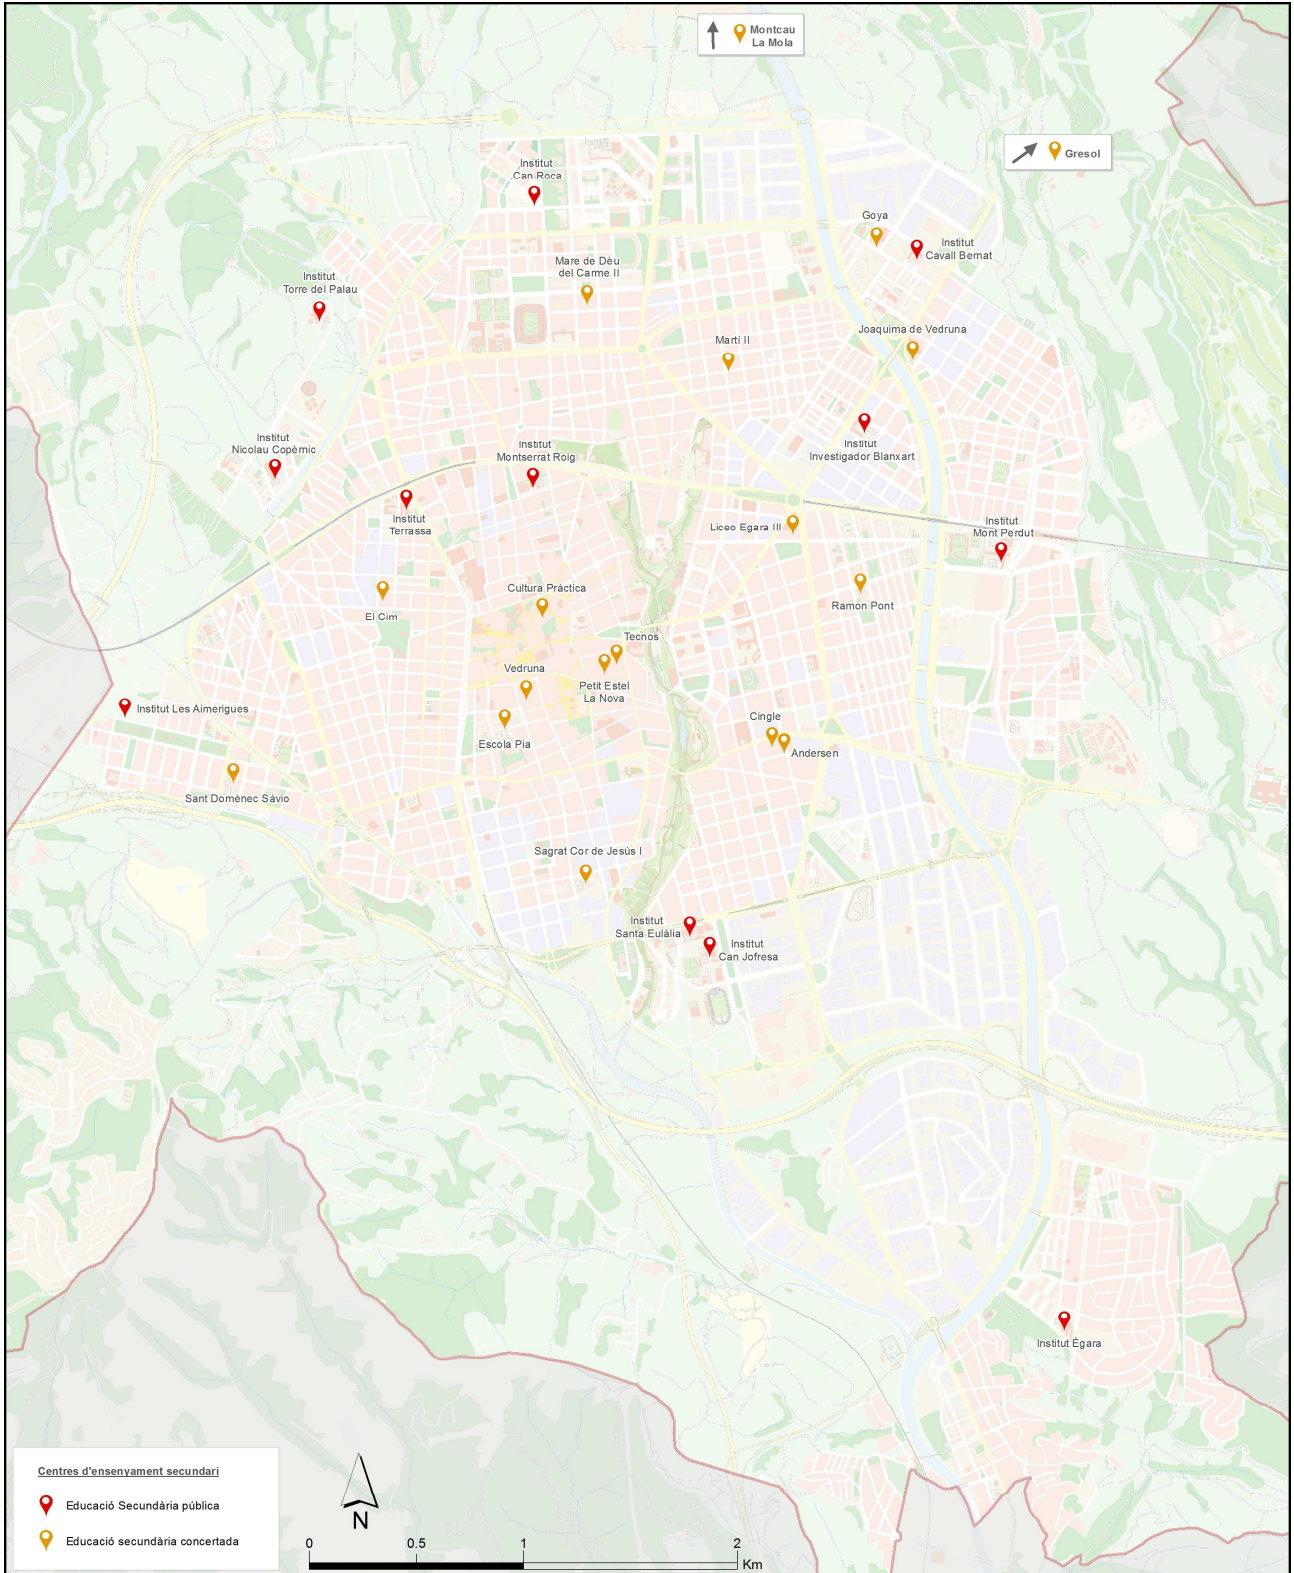 Montcau
La Mola
Gresol
Institut
Can Roca
Goya
Institut
Cavall Bernat
Mare de Dèu
del Carme II
Institut
Torre del Palau
Joaquima de Vedruna
Martí II
Institut
Nicolau Copèrnic
Institut
Montserrat Roig
Institut
Investigador Blanxart
Institut
Terrassa
Liceo Egara III
Institut
Mont Perdut
Cultura Pràctica
El Cim
Ramon Pont
Tecnos
Vedruna
Petit Estel
La Nova
Institut Les Aimerigues
Cingle
Escola Pia
Andersen
Sant Domènec Sàvio
Sagrat Cor de Jesús I
Institut
Santa Eulàlia
Institut
Can Jofresa
Institut Ègara
Centres d'ensenyament secundari
Educació Secundària pública
Educació secundària concertada
N
0 0.5 1 2
Km